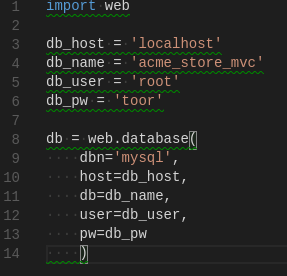 1 import web
2
3 db_host = 'localhost'
4 db_name = 'acme_store_mvc'
5 db_user = 'root'
6 db_pw = 'toor'
7
8 db = web.database(
9     dbn='mysql',
10     host=db_host,
11     db=db_name,
12     user=db_user,
13     pw=db_pw
14     )